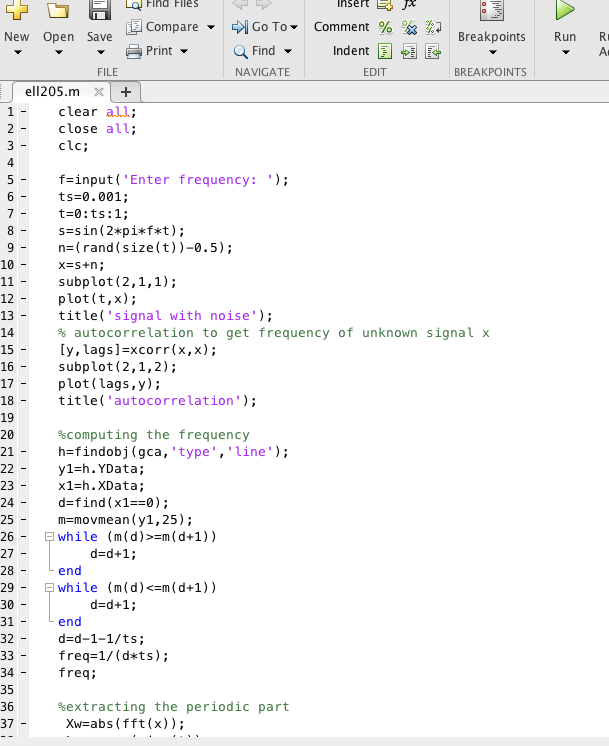 Find Files
Insert fx
New Open Save
Compare
Go To
Comment
Breakpoints
Run
Ru
Print
Find
Indent
A
FILE NAVIGATE EDIT BREAKPOINTS
ell205.m × +
1 - clear all;
2 - close all;
3 - clc;
4
5 - f=input('Enter frequency: ');
6 - ts=0.001;
7 - t=0:ts:1;
8 - s=sin(2*pi*f*t);
9 - n=(rand(size(t))-0.5);
10 - x=s+n;
11 - subplot(2,1,1);
12 - plot(t,x);
13 - title('signal with noise');
14 % autocorrelation to get frequency of unknown signal x
15 - [y,lags]=xcorr(x,x);
16 - subplot(2,1,2);
17 - plot(lags,y);
18 - title('autocorrelation');
19
20 %computing the frequency
21 - h=findobj(gca,'type','line');
22 - y1=h.YData;
23 - x1=h.XData;
24 - d=find(x1==0);
25 - m=movmean(y1,25);
26 - while (m(d)>=m(d+1))
27 - d=d+1;
28 - end
29 - while (m(d)<=m(d+1))
30 - d=d+1;
31 - end
32 - d=d-1-1/ts;
33 - freq=1/(d*ts);
34 - freq;
35
36 %extracting the periodic part
37 - Xw=abs(fft(x));